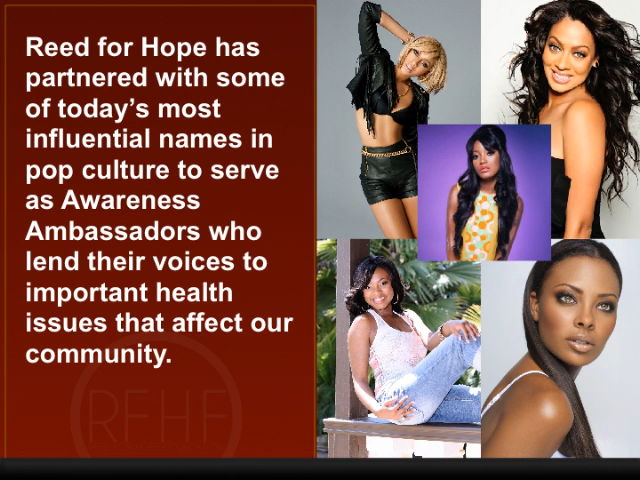 Reed for Hope has
partnered with some
of today’s most
influential names in
pop culture to serve
as Awareness
Ambassadors who
lend their voices to
important health
issues that affect our
community.
RFHF